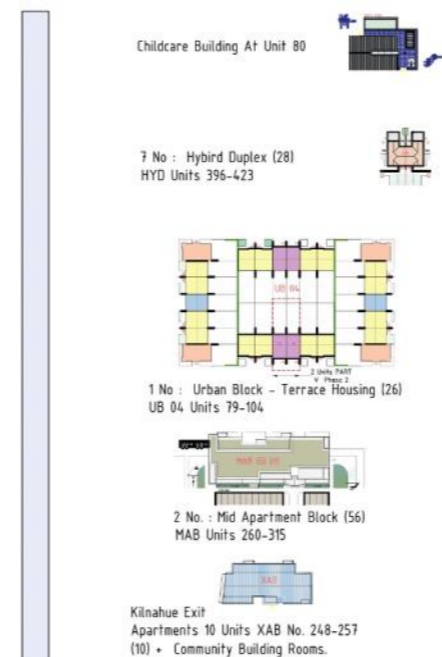 Childcare Building At Unit 80
7 No : Hybird Duplex (28)
HYD Units 396-423
UB 04
2 Units PART
V Phase 2
1 No : Urban Block - Terrace Housing (26)
UB 04 Units 79-104
2 No. : Mid Apartment Block (56)
MAB Units 260-315
Kilnahue Exit
Apartments 10 Units XAB No. 248-257
(10) + Community Building Rooms.